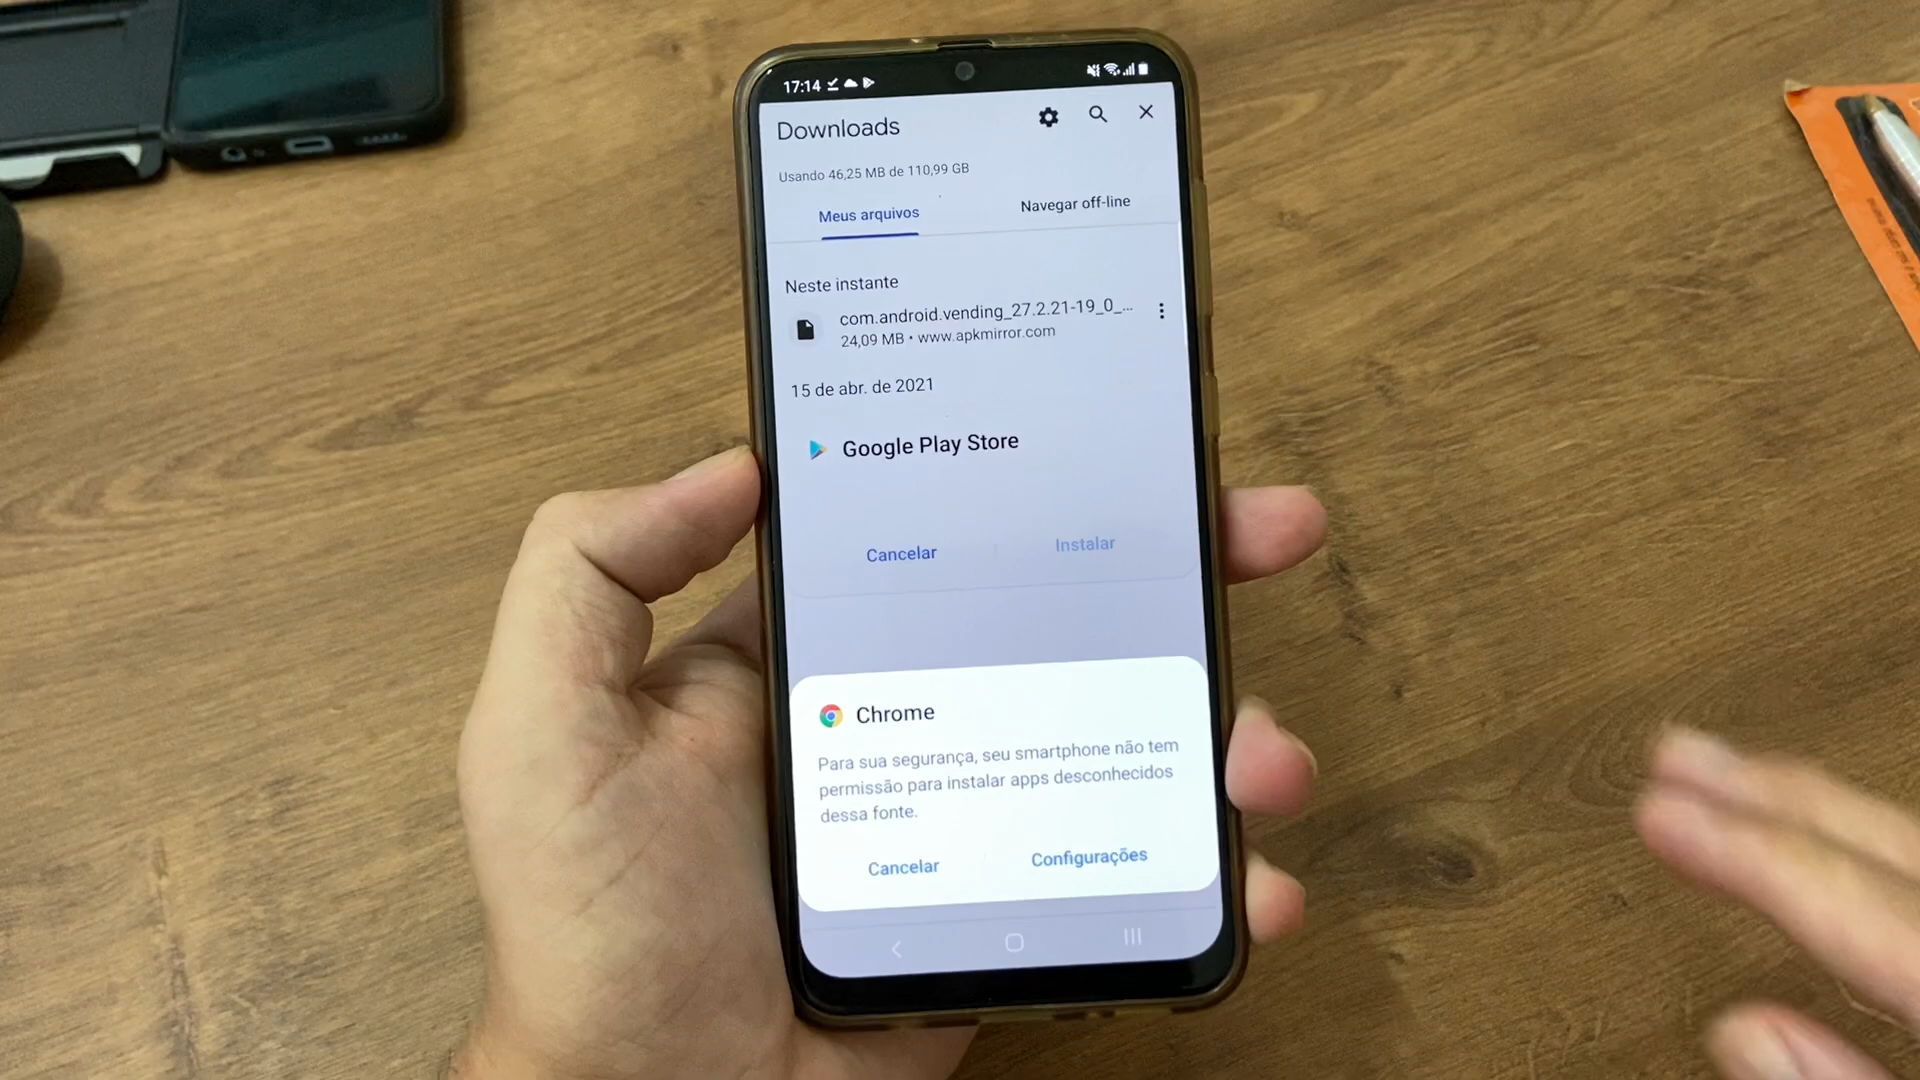 17:14
Downloads
Usando 46,25 MB de 110,99 GB
Meus arquivos
Navegar off-line
Neste instante
com.android.vending_27.2.21-19_0_...
24,09 MB • www.apkmirror.com
15 de abr. de 2021
Google Play Store
Cancelar
Instalar
Chrome
Para sua segurança, seu smartphone não tem
permissão para instalar apps desconhecidos
dessa fonte.
Cancelar
Configurações